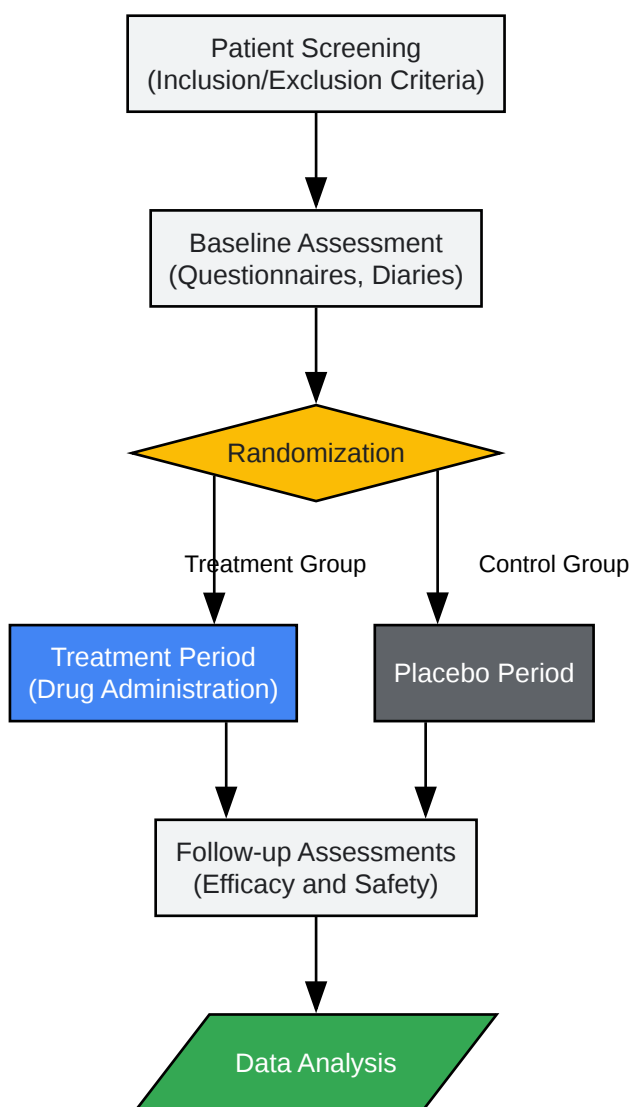 Patient Screening
(Inclusion/Exclusion Criteria)
Baseline Assessment
(Questionnaires, Diaries)
Randomization
Treatment Group
Control Group
Treatment Period
(Drug Administration)
Placebo Period
Follow-up Assessments
(Efficacy and Safety)
Data Analysis